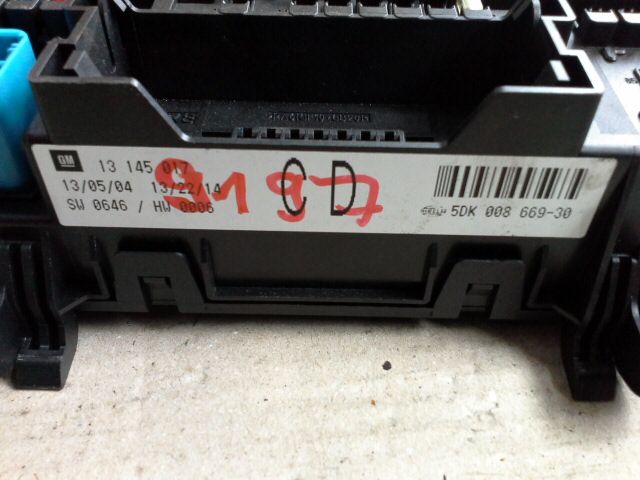 GM 13 145 017
13/05/04 13/22/14
SW 0646 / HW 0006
CD
91977
5DK 008 669-30